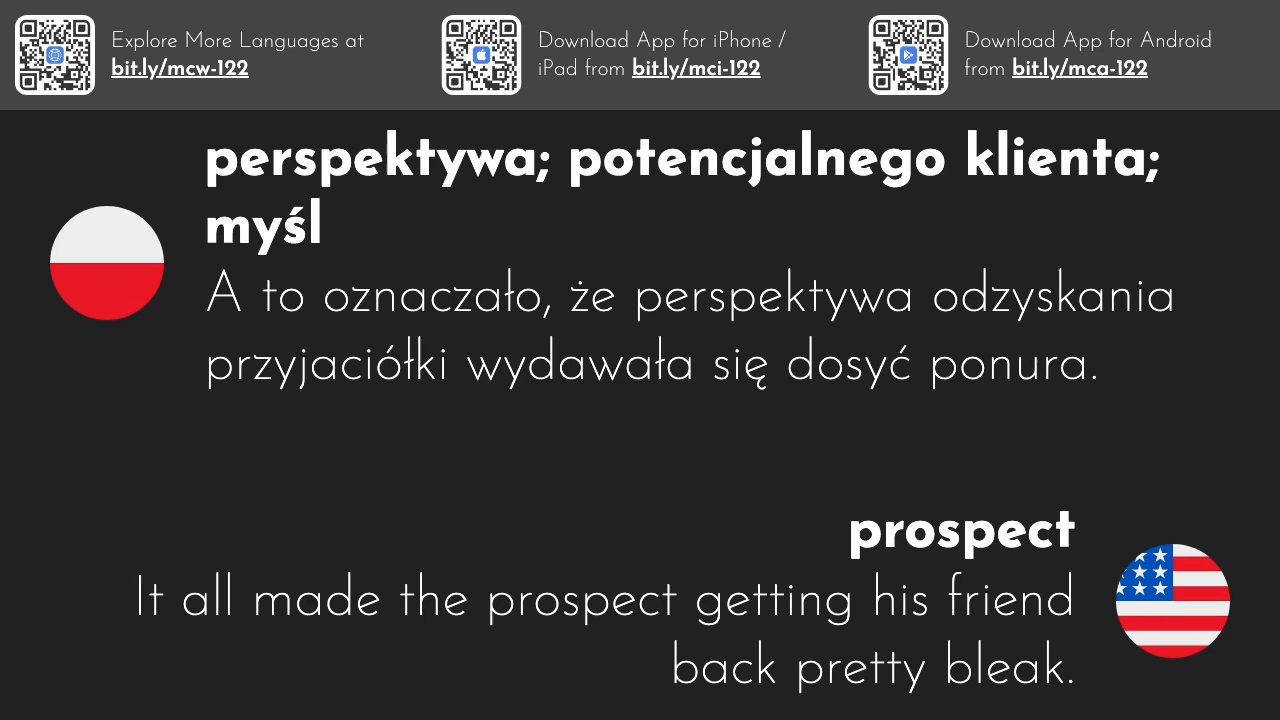 Explore More Languages at
bit.ly/mcw-122
Download App for iPhone /
iPad from bit.ly/mci-122
Download App for Android
from bit.ly/mca-122
perspektywa; potencjalnego klienta;
myśl
A to oznaczało, że perspektywa odzyskania
przyjaciółki wydawała się dosyć ponura.
prospect
It all made the prospect getting his friend
back pretty bleak.